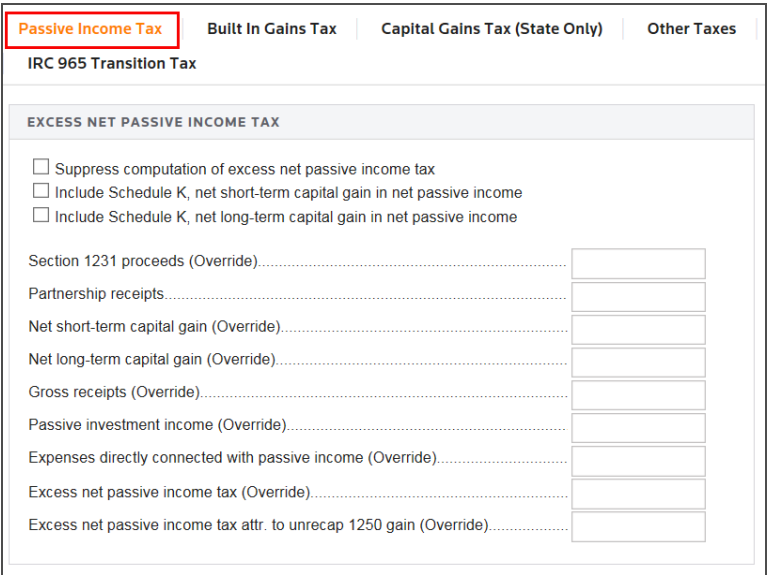 Passive Income Tax Built In Gains Tax Capital Gains Tax (State Only) Other Taxes
IRC 965 Transition Tax
EXCESS NET PASSIVE INCOME TAX
Suppress computation of excess net passive income tax
Include Schedule K, net short-term capital gain in net passive income
Include Schedule K, net long-term capital gain in net passive income
Section 1231 proceeds (Override)
Partnership receipts
Net short-term capital gain (Override)
Net long-term capital gain (Override)
Gross receipts (Override)
Passive investment income (Override)
Expenses directly connected with passive income (Override)
Excess net passive income tax (Override)
Excess net passive income tax attr. to unrecap 1250 gain (Override)